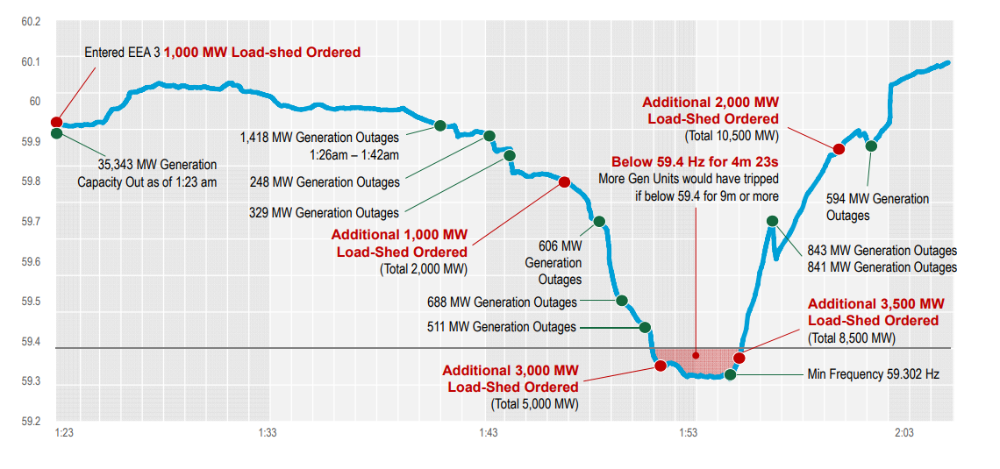 60.2
60.1
60
59.9
59.8
59.7
59.6
59.5
59.4
59.3
59.2
Entered EEA 3 1,000 MW Load-shed Ordered
35,343 MW Generation
Capacity Out as of 1:23 am
1,418 MW Generation Outages
1:26am – 1:42am
248 MW Generation Outages
329 MW Generation Outages
Additional 1,000 MW
Load-Shed Ordered
(Total 2,000 MW)
606 MW
Generation
Outages
688 MW Generation Outages
511 MW Generation Outages
Additional 3,000 MW
Load-Shed Ordered
(Total 5,000 MW)
Additional 2,000 MW
Load-Shed Ordered
(Total 10,500 MW)
Below 59.4 Hz for 4m 23s
More Gen Units would have tripped
if below 59.4 for 9m or more
594 MW Generation
Outages
843 MW Generation Outages
841 MW Generation Outages
Additional 3,500 MW
Load-Shed Ordered
(Total 8,500 MW)
Min Frequency 59.302 Hz
1:23
1:33
1:43
1:53
2:03